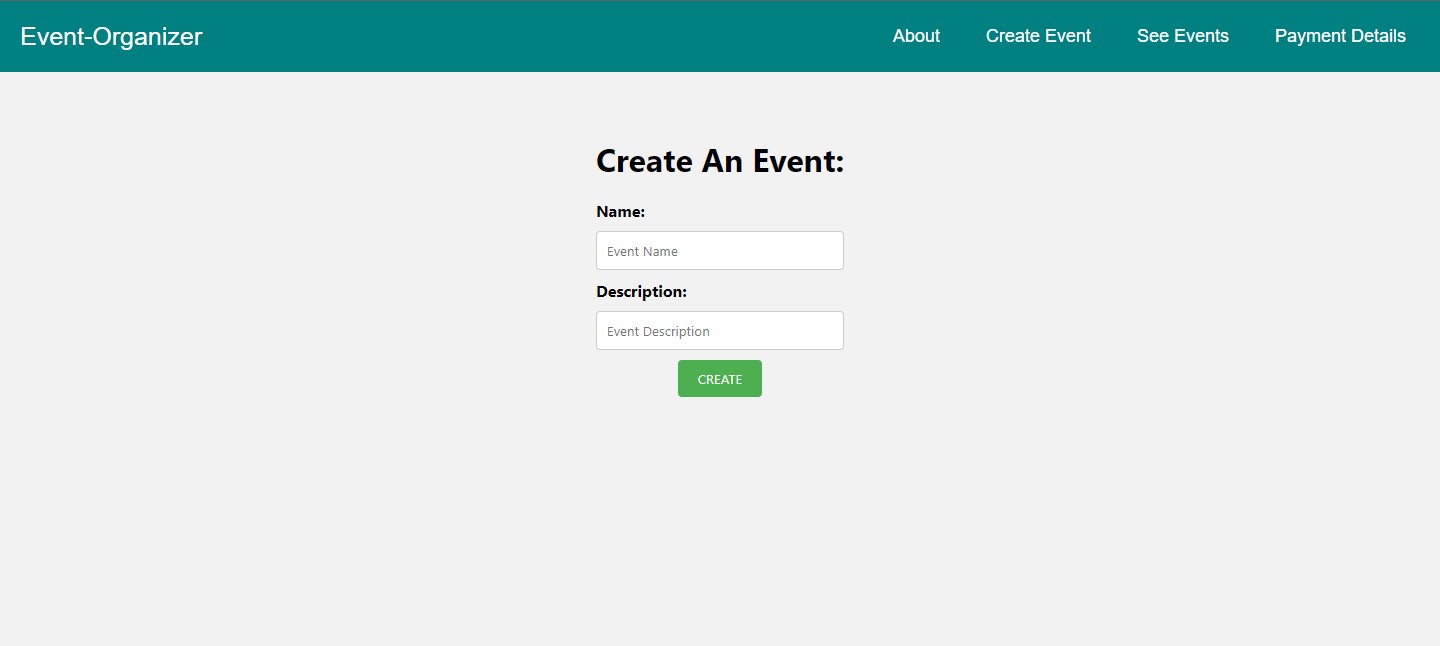 Event-Organizer About Create Event See Events Payment Details
Create An Event:
Name:
Event Name
Description:
Event Description
CREATE